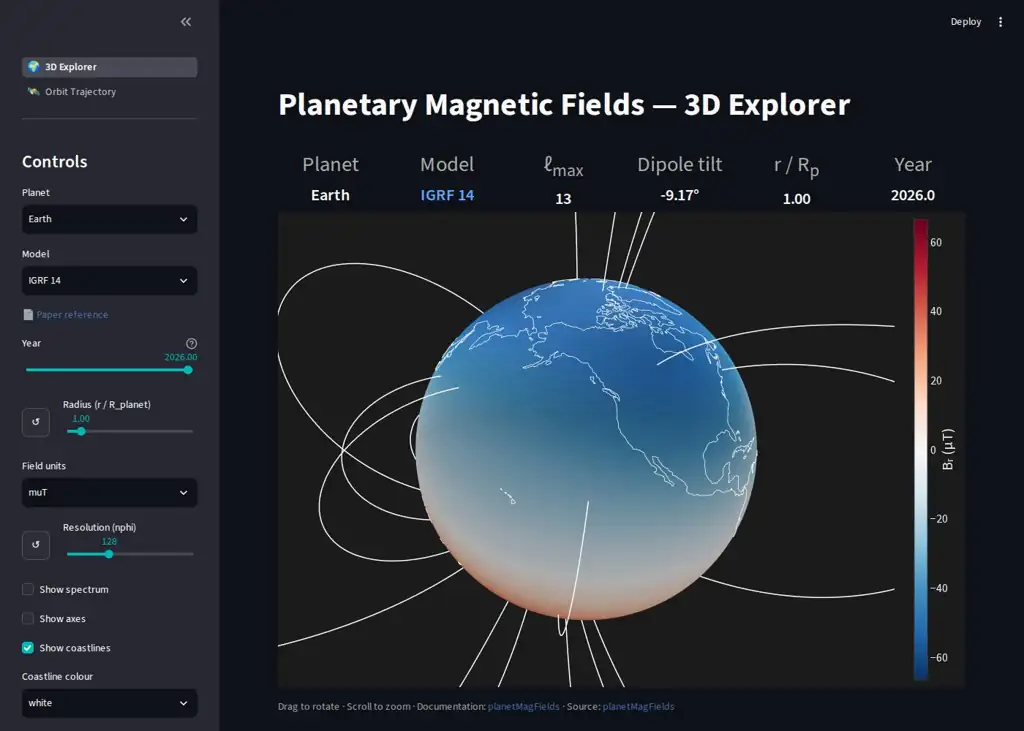 Deploy
3D Explorer
Orbit Trajectory
Controls
Planet
Earth
Model
IGRF 14
Paper reference
Year
2026.00
Radius (r / R_planet)
1.00
Field units
muT
Resolution (nphi)
128
Show spectrum
Show axes
Show coastlines
Coastline colour
white
Planetary Magnetic Fields — 3D Explorer
Planet Model ℓmax Dipole tilt r / Rp Year
Earth IGRF 14 13 -9.17° 1.00 2026.0
60
40
20
0
−20
−40
−60
Br (μT)
Drag to rotate · Scroll to zoom · Documentation: planetMagFields · Source: planetMagFields